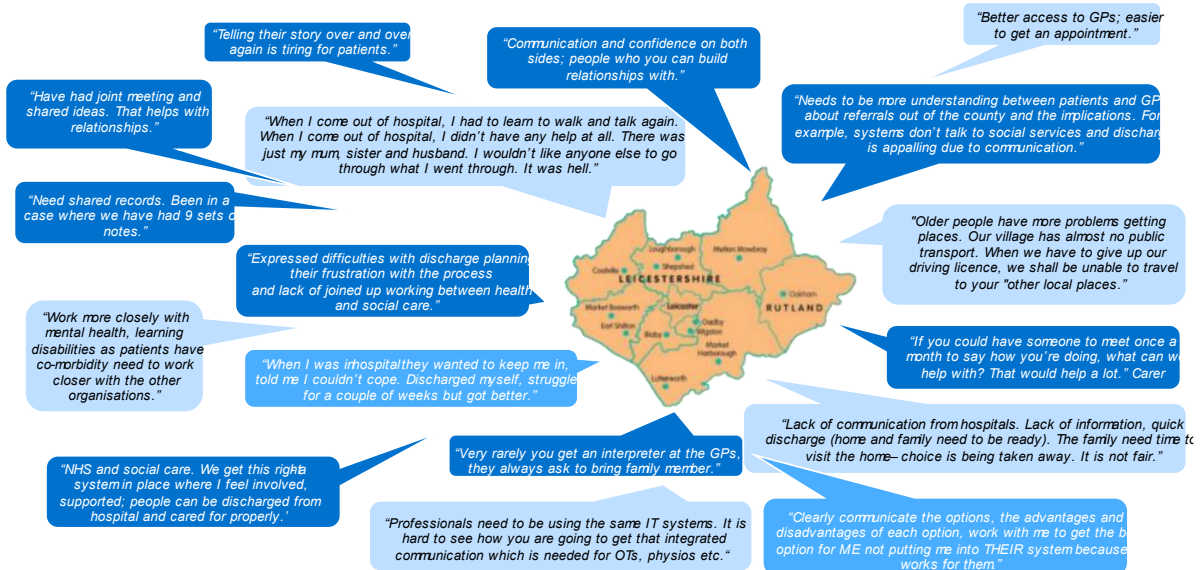 “Telling their story over and over
again is tiring for patients.”
“Communication and confidence on both
sides; people who you can build
relationships with.”
“Better access to GPs; easier
to get an appointment.”
“Have had joint meeting and
shared ideas. That helps with
relationships.”
“When I come out of hospital, I had to learn to walk and talk again.
When I come out of hospital, I didn’t have any help at all. There was
just my mum, sister and husband. I wouldn’t like anyone else to go
through what I went through. It was hell.”
“Needs to be more understanding between patients and GP
about referrals out of the county and the implications. For
example, systems don’t talk to social services and discharg
is appalling due to communication.”
“Need shared records. Been in a
case where we have had 9 sets o
notes.”
“Expressed difficulties with discharge planning
their frustration with the process
and lack of joined up working between health
and social care.”
"Older people have more problems getting
places. Our village has almost no public
transport. When we have to give up our
driving licence, we shall be unable to travel
to your "other local places.”
Loughborough
Melton Mowbray
Shepshed
Coalville
LEICESTERSHIRE
Oakham
RUTLAND
Market Bosworth
Leicester
Earl Shilton
Oadby
Blaby
Wigston
Market
Harborough
Lutterworth
“Work more closely with
mental health, learning
disabilities as patients have
co-morbidity need to work
closer with the other
organisations.”
“When I was inhospitalthey wanted to keep me in,
told me I couldn’t cope. Discharged myself, struggle
for a couple of weeks but got better.”
“If you could have someone to meet once a
month to say how you’re doing, what can we
help with? That would help a lot.” Carer
“Lack of communication from hospitals. Lack of information, quick
discharge (home and family need to be ready). The family need time to
visit the home– choice is being taken away. It is not fair.”
“Very rarely you get an interpreter at the GPs,
they always ask to bring family member.”
“NHS and social care. We get this right a
system in place where I feel involved,
supported; people can be discharged from
hospital and cared for properly.’
“Professionals need to be using the same IT systems. It is
hard to see how you are going to get that integrated
communication which is needed for OTs, physios etc.“
“Clearly communicate the options, the advantages and
disadvantages of each option, work with me to get the b
option for ME not putting me into THEIR system because
works for them.”